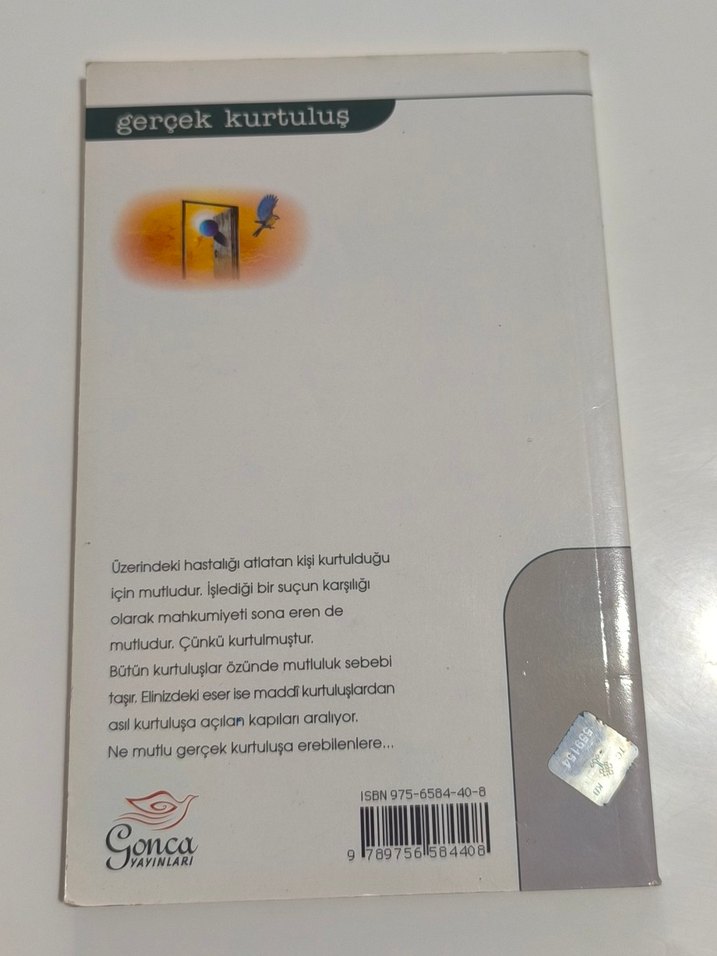 gerçek kurtuluş
Üzerindeki hastalığı atlatan kişi kurtulduğu
için mutludur. İşlediği bir suçun karşılığı
olarak mahkumiyeti sona eren de
mutludur. Çünkü kurtulmuştur.
Bütün kurtuluşlar özünde mutluluk sebebi
taşır. Elinizdeki eser ise maddî kurtuluşlardan
asıl kurtuluşa açılan kapıları aralıyor.
Ne mutlu gerçek kurtuluşa erebilenlere...
ISBN 975-6584-40-8
9 789756 584408
Gonca
YAYINLARI
559154